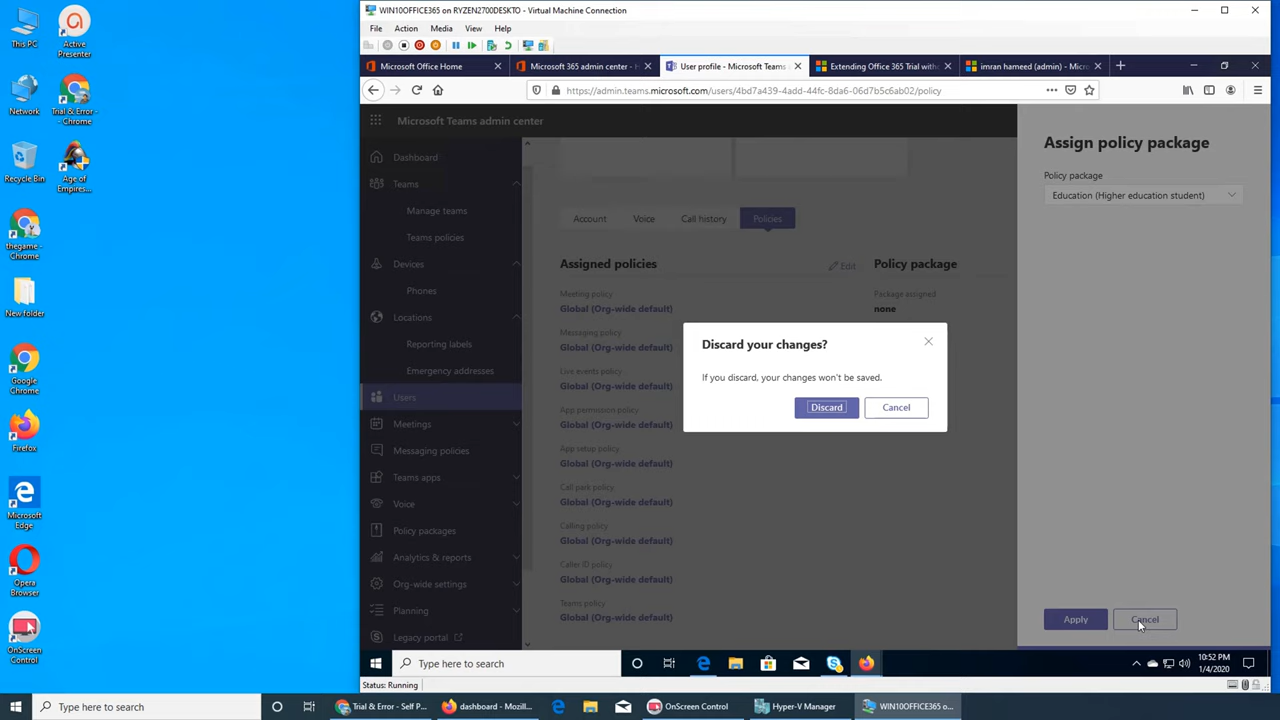 This PC
Active
Presenter
Network
Trial & Error -
- Chrome
Recycle Bin
Age of
Empires...
thegame -
Chrome
New folder
Google
Chrome
Firefox
Microsoft
Edge
Opera
Browser
OnScreen
Control
WIN10OFFICE365 on RYZEN2700DESKTO - Virtual Machine Connection
File Action Media View Help
Microsoft Office Home
Microsoft 365 admin center - H
User profile - Microsoft Teams
Extending Office 365 Trial with
imran hameed (admin) - Micro
https://admin.teams.microsoft.com/users/4bd7a439-4add-44fc-8da6-06d7b5c6ab02/policy
Microsoft Teams admin center
Dashboard
Teams
Manage teams
Teams policies
Devices
Phones
Locations
Reporting labels
Emergency addresses
Users
Meetings
Messaging policies
Teams apps
Voice
Policy packages
Analytics & reports
Org-wide settings
Planning
Legacy portal
Account Voice Call history Policies
Assigned policies
Edit
Meeting policy
Global (Org-wide default)
Messaging policy
Global (Org-wide default)
Live events policy
Global (Org-wide default)
App permission policy
Global (Org-wide default)
App setup policy
Global (Org-wide default)
Call park policy
Global (Org-wide default)
Calling policy
Global (Org-wide default)
Caller ID policy
Global (Org-wide default)
Teams policy
Global (Org-wide default)
Policy package
Package assigned
none
Discard your changes?
If you discard, your changes won't be saved.
Discard Cancel
Assign policy package
Policy package
Education (Higher education student)
Apply Cancel
Type here to search
10:52 PM
1/4/2020
Status: Running
Type here to search
Trial & Error - Self P...
dashboard - Mozill...
OnScreen Control
Hyper-V Manager
WIN10OFFICE365 o...